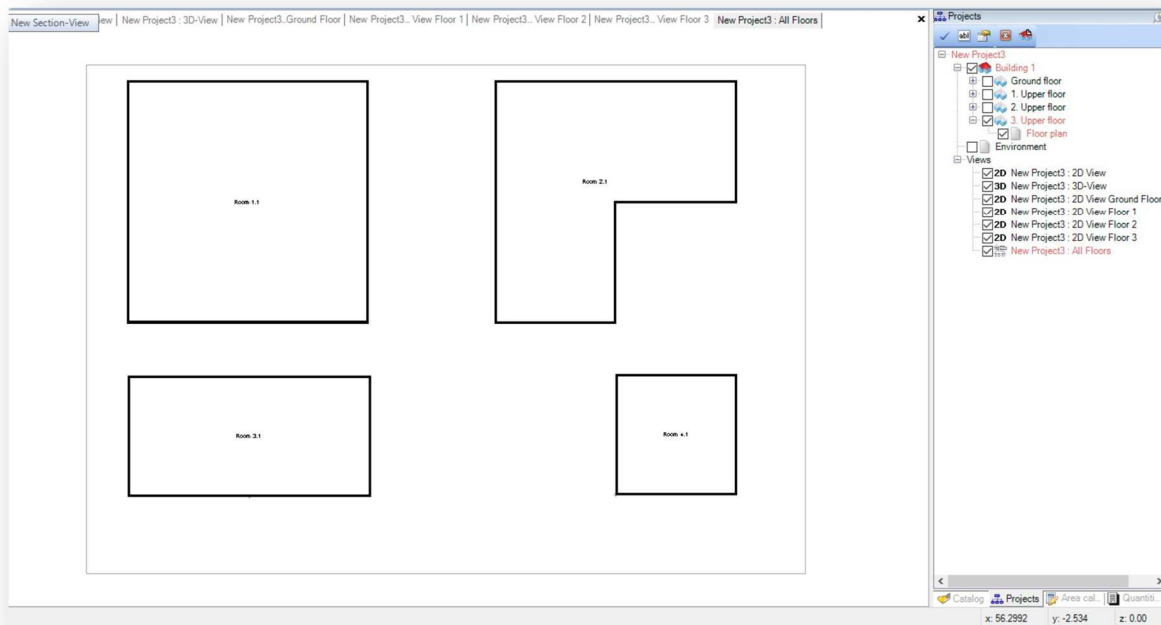 New Section-View
ew
New Project3 : 3D-View
New Project3...Ground Floor
New Project3... View Floor 1
New Project3... View Floor 2
New Project3... View Floor 3
New Project3 : All Floors
Room 1.1
Room 2.1
Room 3.1
Room 4.1
Projects
abl
New Project3
Building 1
Ground floor
1. Upper floor
2. Upper floor
3. Upper floor
Floor plan
Environment
Views
2D New Project3 : 2D View
3D New Project3 : 3D-View
2D New Project3 : 2D View Ground Floor
2D New Project3 : 2D View Floor 1
2D New Project3 : 2D View Floor 2
2D New Project3 : 2D View Floor 3
New Project3 : All Floors
Catalog
Projects
Area cal...
Quantiti...
x: 56.2992 y: -2.534 z: 0.00